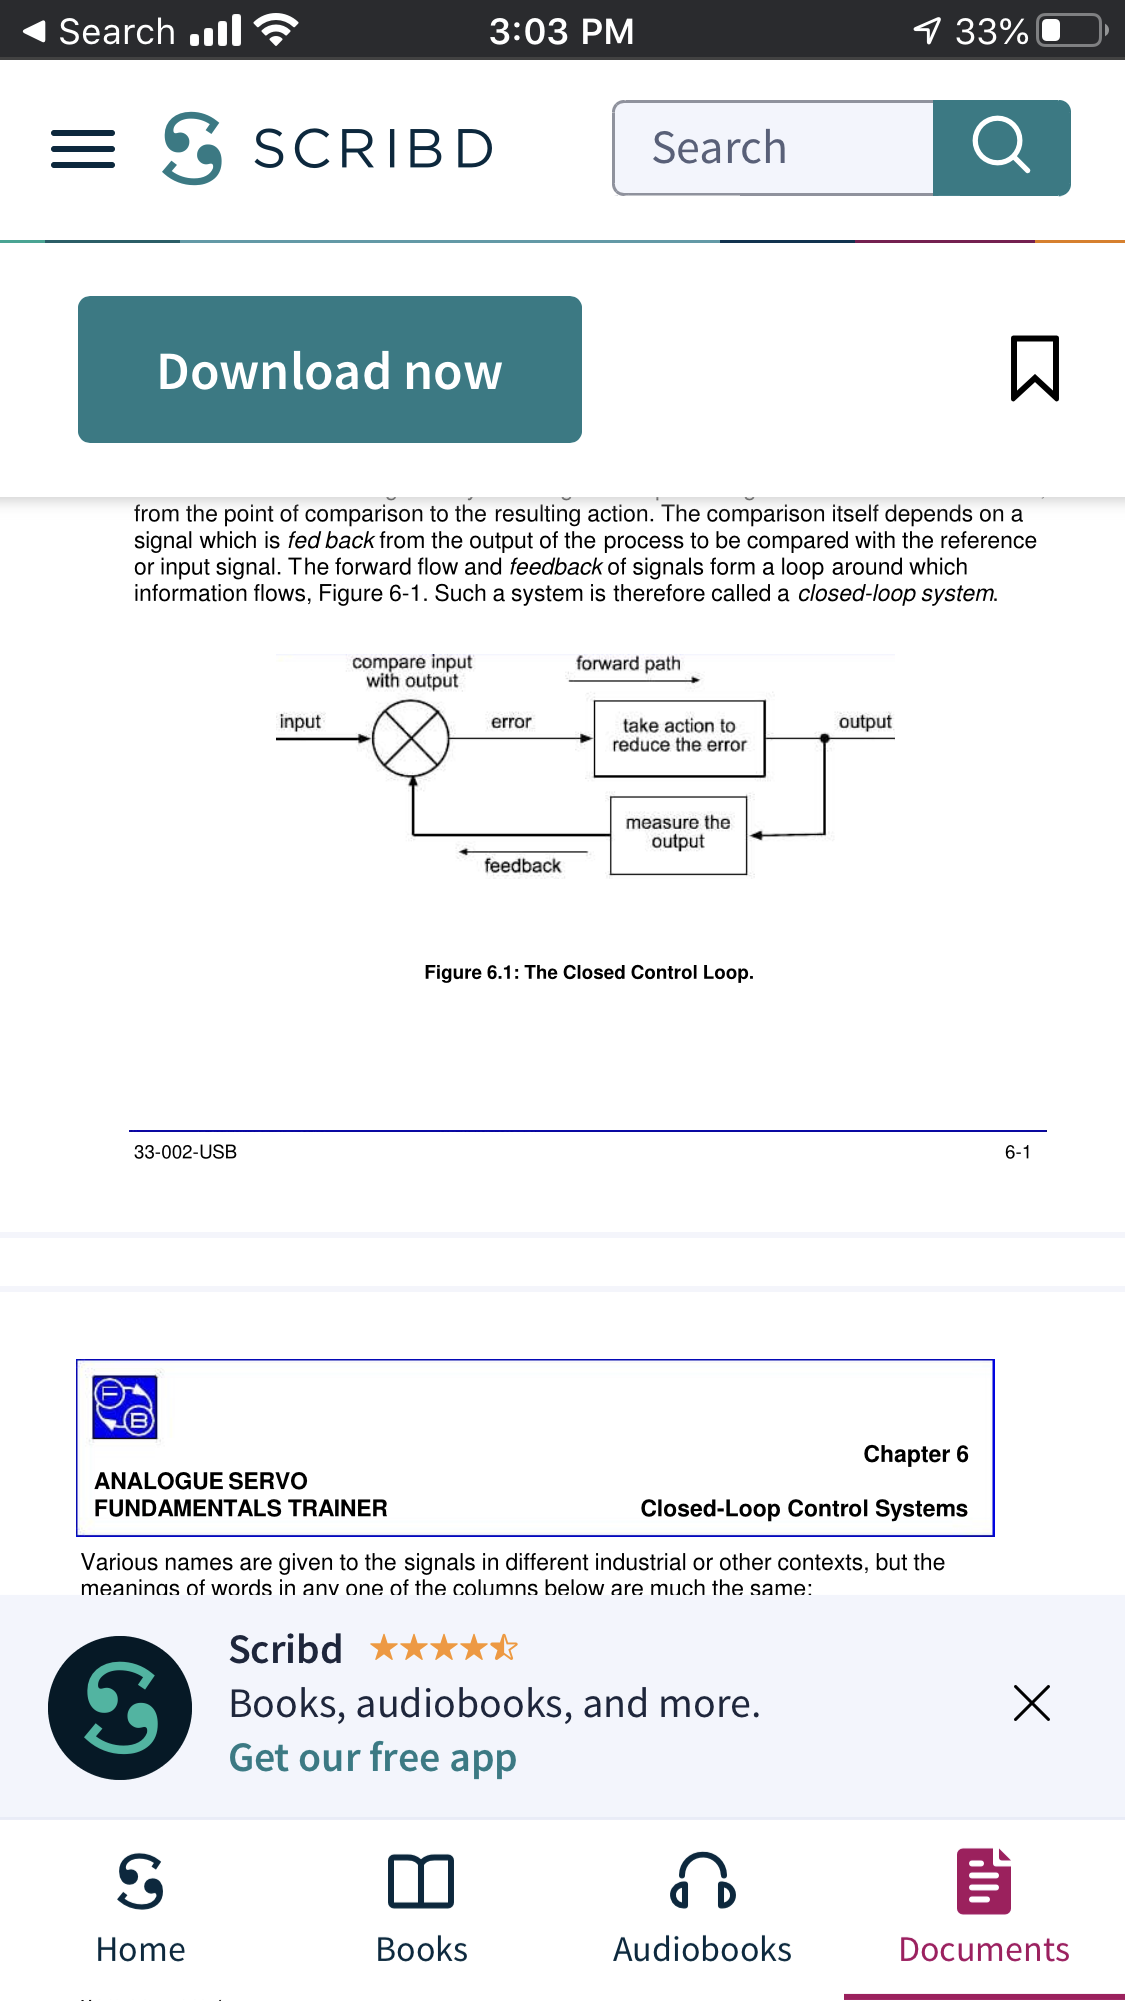 Search
3:03 PM
33%
SCRIBD
Search
Download now
from the point of comparison to the resulting action. The comparison itself depends on a
signal which is fed back from the output of the process to be compared with the reference
or input signal. The forward flow and feedback of signals form a loop around which
information flows, Figure 6-1. Such a system is therefore called a closed-loop system.
compare input
with output
forward path
input
error
take action to
reduce the error
output
measure the
output
feedback
Figure 6.1: The Closed Control Loop.
33-002-USB
6-1
F
B
Chapter 6
ANALOGUE SERVO
FUNDAMENTALS TRAINER
Closed-Loop Control Systems
Various names are given to the signals in different industrial or other contexts, but the
meanings of words in any one of the columns below are much the same:
Scribd
Books, audiobooks, and more.
Get our free app
Home
Books
Audiobooks
Documents